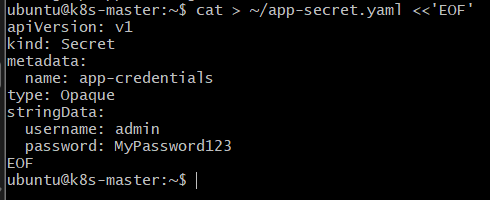 ubuntu@k8s-master:~$ cat > ~/app-secret.yaml <<'EOF'
apiVersion: v1
kind: Secret
metadata:
  name: app-credentials
type: Opaque
stringData:
  username: admin
  password: MyPassword123
EOF
ubuntu@k8s-master:~$